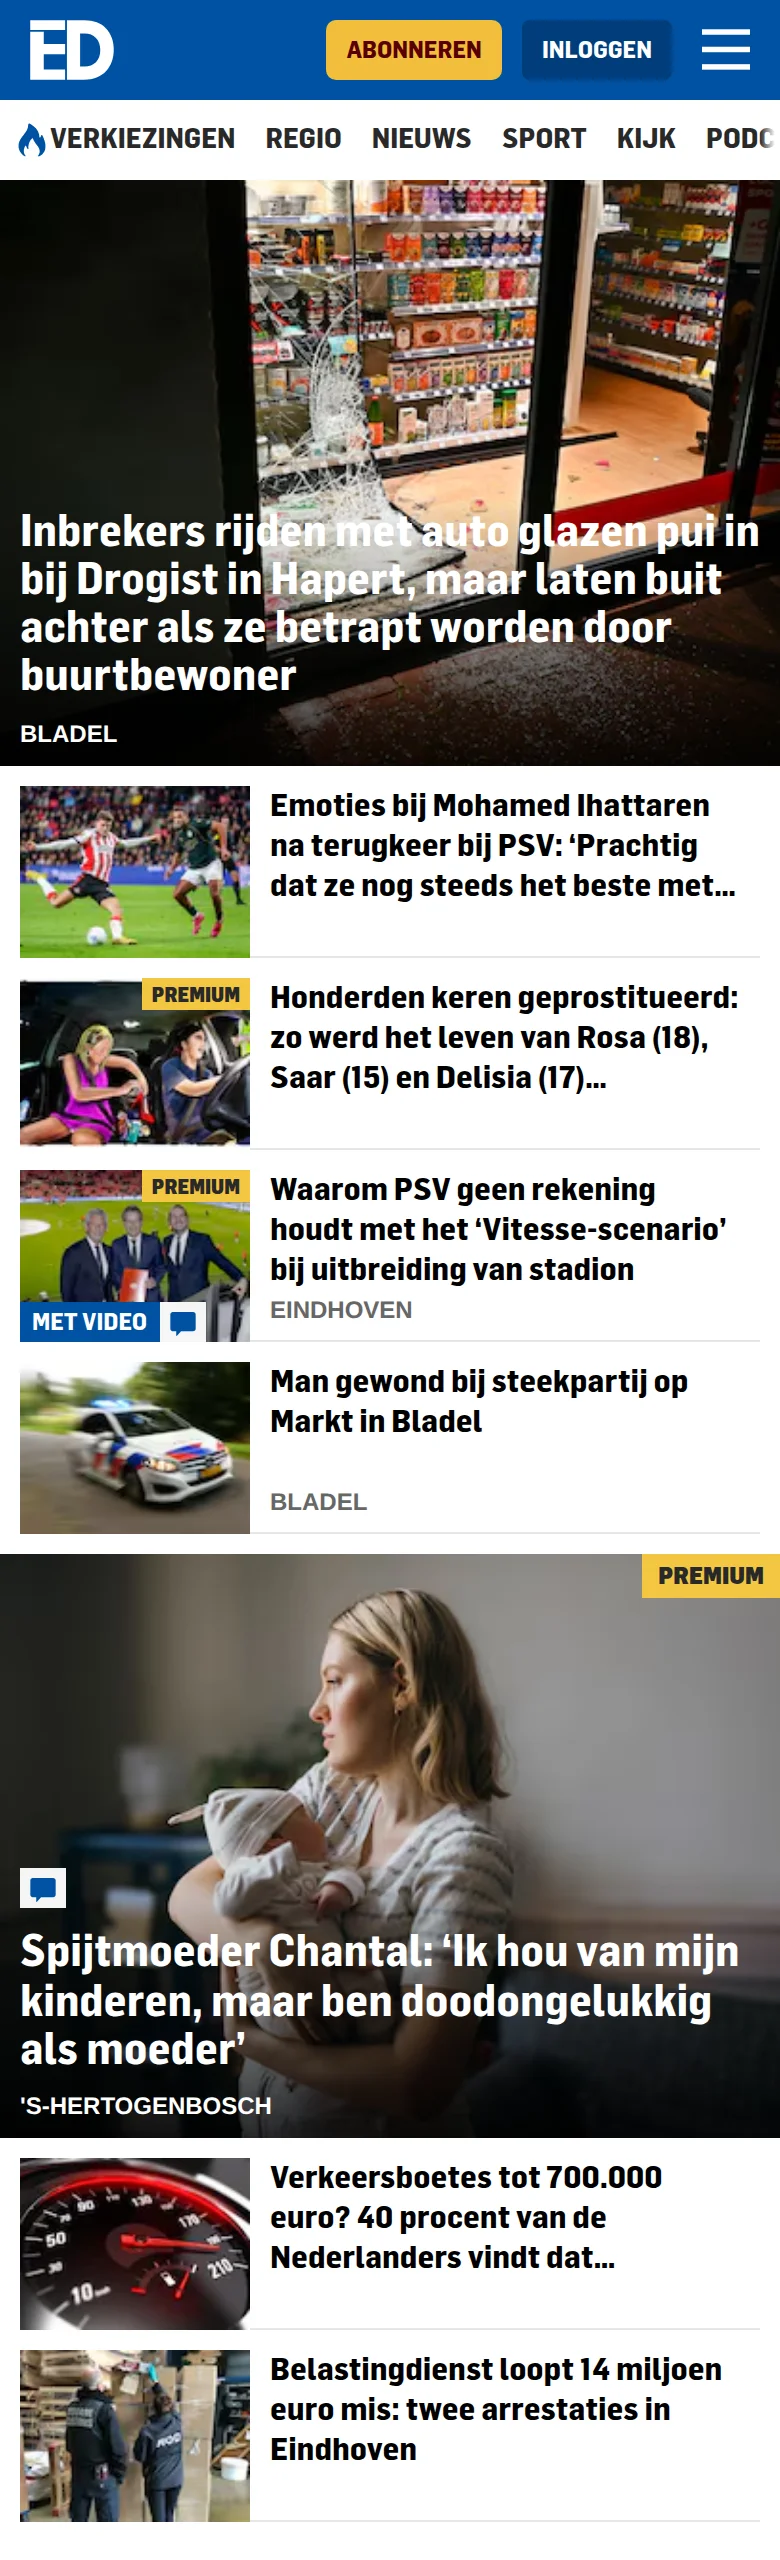 ED
ABONNEREN
INLOGGEN
VERKIEZINGEN REGIO NIEUWS SPORT KIJK PODC
Inbrekers rijden met auto glazen pui in
bij Drogist in Hapert, maar laten buit
achter als ze betrapt worden door
buurtbewoner
BLADEL
Emoties bij Mohamed Ihattaren
na terugkeer bij PSV: ‘Prachtig
dat ze nog steeds het beste met...
PREMIUM
Honderden keren geprostitueerd:
zo werd het leven van Rosa (18),
Saar (15) en Delisia (17)...
PREMIUM
MET VIDEO
Waarom PSV geen rekening
houdt met het ‘Vitesse-scenario’
bij uitbreiding van stadion
EINDHOVEN
Man gewond bij steekpartij op
Markt in Bladel
BLADEL
PREMIUM
Spijtmoeder Chantal: ‘Ik hou van mijn
kinderen, maar ben doodongelukkig
als moeder’
'S-HERTOGENBOSCH
10 50 90 130 170 210
Verkeersboetes tot 700.000
euro? 40 procent van de
Nederlanders vindt dat...
Belastingdienst loopt 14 miljoen
euro mis: twee arrestaties in
Eindhoven